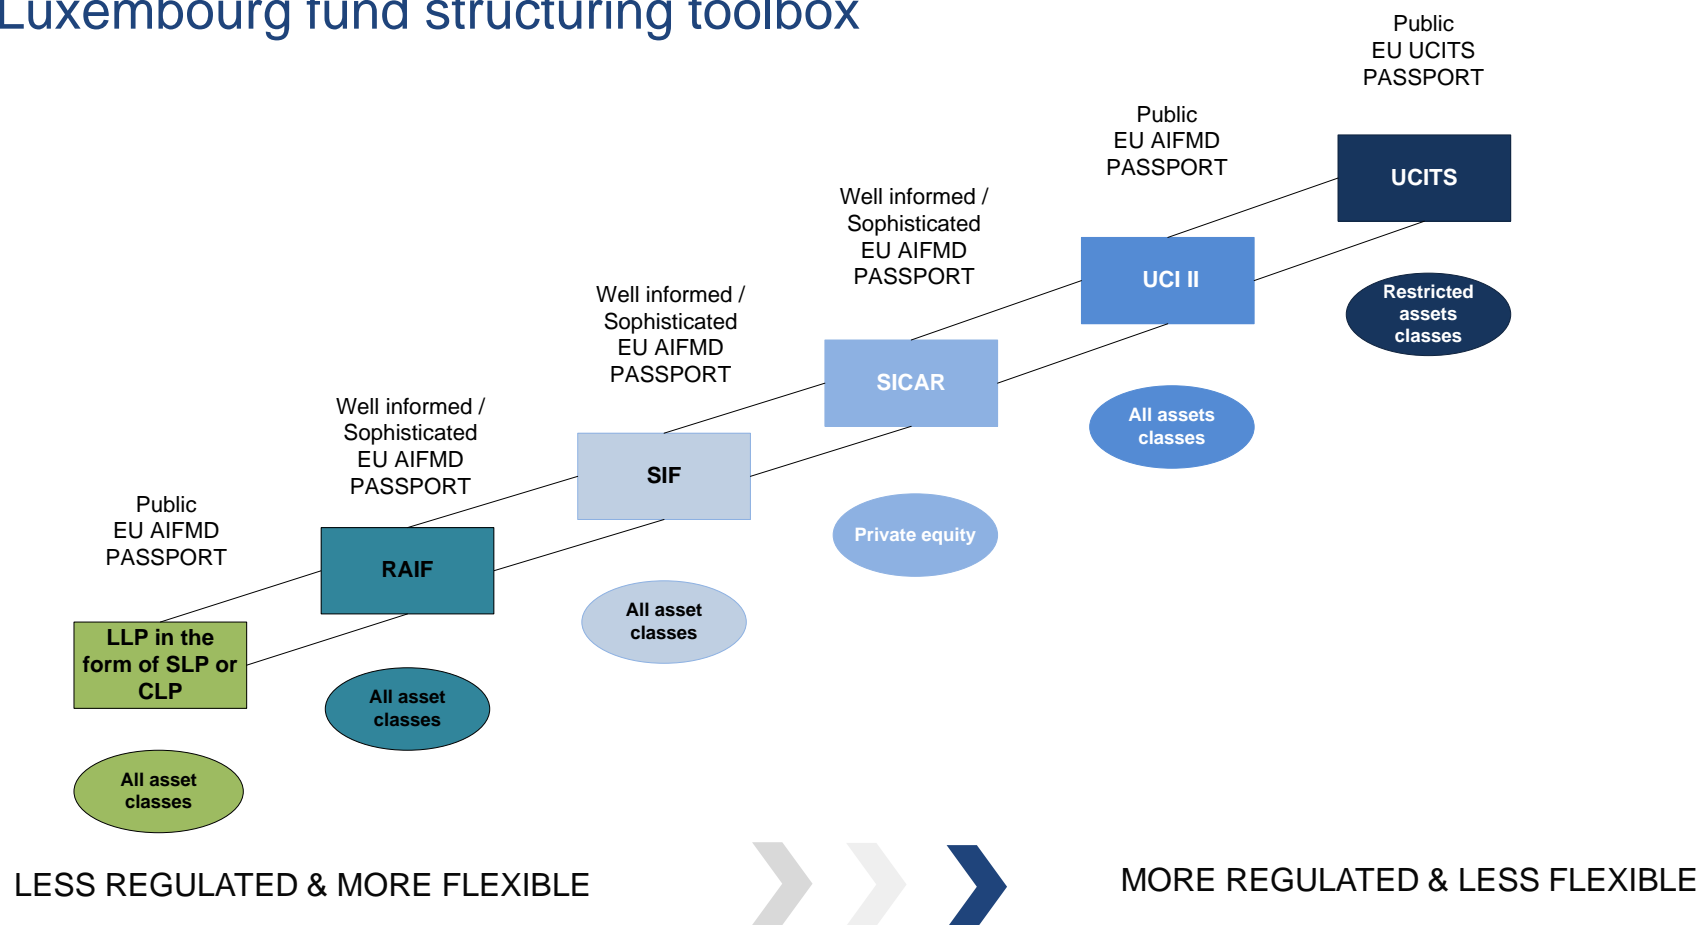 Luxembourg fund structuring toolbox
Public
EU UCITS
PASSPORT
UCITS
Restricted
assets
classes
Public
EU AIFMD
PASSPORT
UCI II
All assets
classes
Well informed /
Sophisticated
EU AIFMD
PASSPORT
SICAR
Private equity
Well informed /
Sophisticated
EU AIFMD
PASSPORT
SIF
All asset
classes
Well informed /
Sophisticated
EU AIFMD
PASSPORT
RAIF
All asset
classes
Public
EU AIFMD
PASSPORT
LLP in the
form of SLP or
CLP
All asset
classes
LESS REGULATED & MORE FLEXIBLE
MORE REGULATED & LESS FLEXIBLE